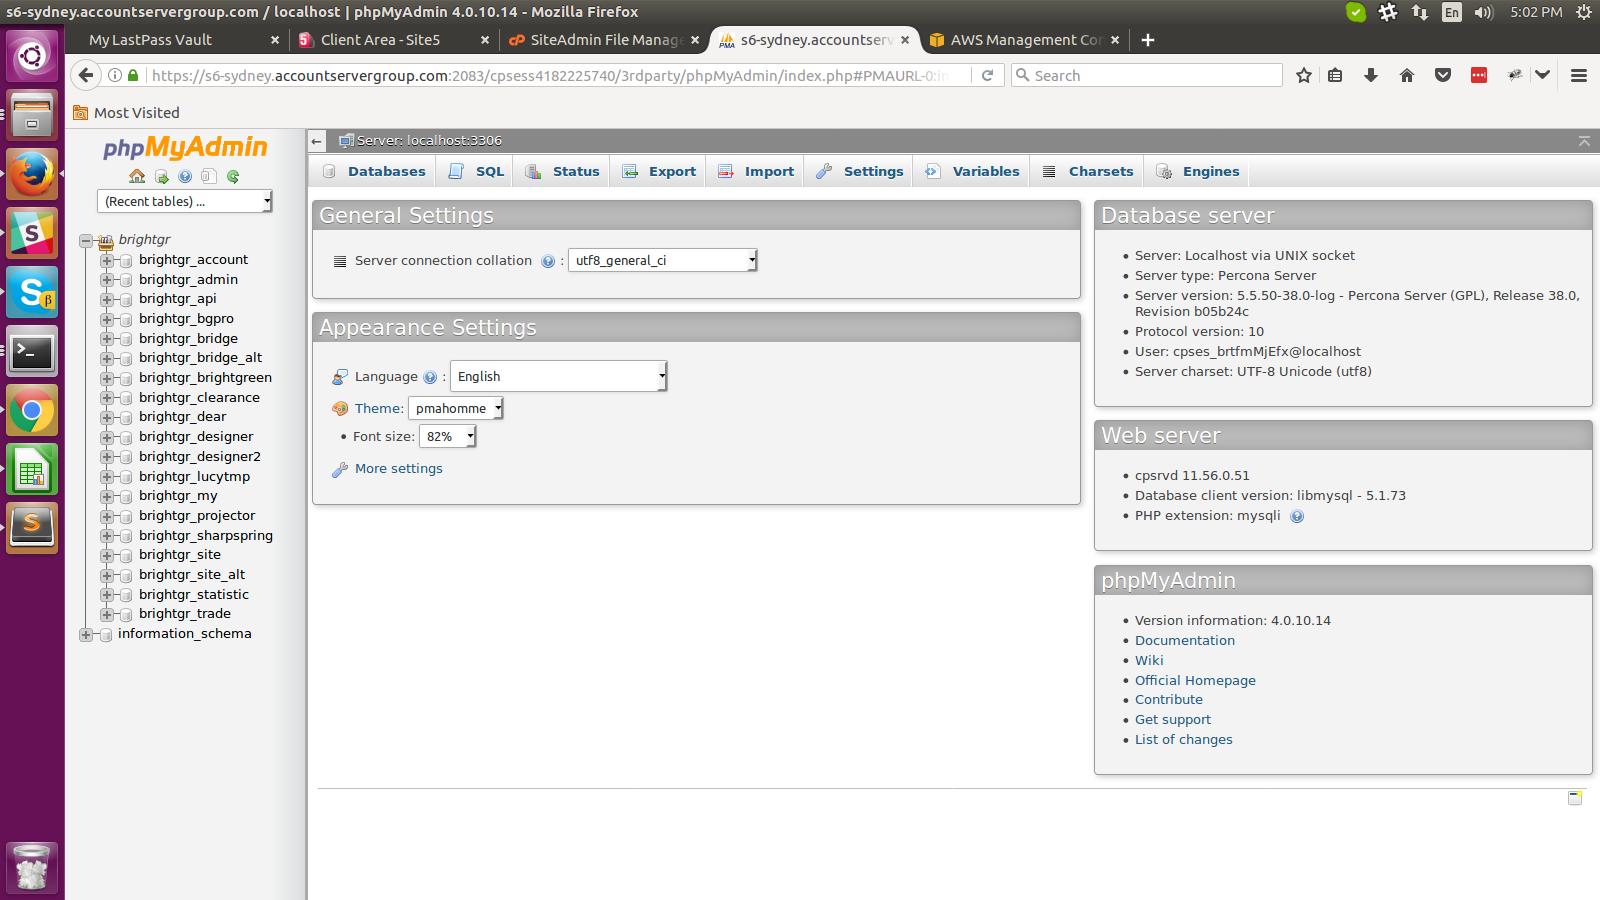 s6-sydney.accountservergroup.com / localhost | phpMyAdmin 4.0.10.14 - Mozilla Firefox
En
5:02 PM
My LastPass Vault
Client Area - Site5
SiteAdmin File Manag
s6-sydney.accountserv
AWS Management Con
https://s6-sydney.accountservergroup.com:2083/cpsess4182225740/3rdparty/phpMyAdmin/index.php#PMAURL-0:in
Search
Most Visited
phpMyAdmin
(Recent tables) ...
brightgr
brightgr_account
brightgr_admin
brightgr_api
brightgr_bgpro
brightgr_bridge
brightgr_bridge_alt
brightgr_brightgreen
brightgr_clearance
brightgr_dear
brightgr_designer
brightgr_designer2
brightgr_lucytmp
brightgr_my
brightgr_projector
brightgr_sharpspring
brightgr_site
brightgr_site_alt
brightgr_statistic
brightgr_trade
information_schema
Server: localhost:3306
Databases
SQL
Status
Export
Import
Settings
Variables
Charsets
Engines
General Settings
Server connection collation : utf8_general_ci
Appearance Settings
Language : English
Theme: pmahomme
Font size: 82%
More settings
Database server
Server: Localhost via UNIX socket
Server type: Percona Server
Server version: 5.5.50-38.0-log - Percona Server (GPL), Release 38.0,
Revision b05b24c
Protocol version: 10
User: cpses_brtfmMjEfx@localhost
Server charset: UTF-8 Unicode (utf8)
Web server
cpsrvd 11.56.0.51
Database client version: libmysql - 5.1.73
PHP extension: mysqli
phpMyAdmin
Version information: 4.0.10.14
Documentation
Wiki
Official Homepage
Contribute
Get support
List of changes